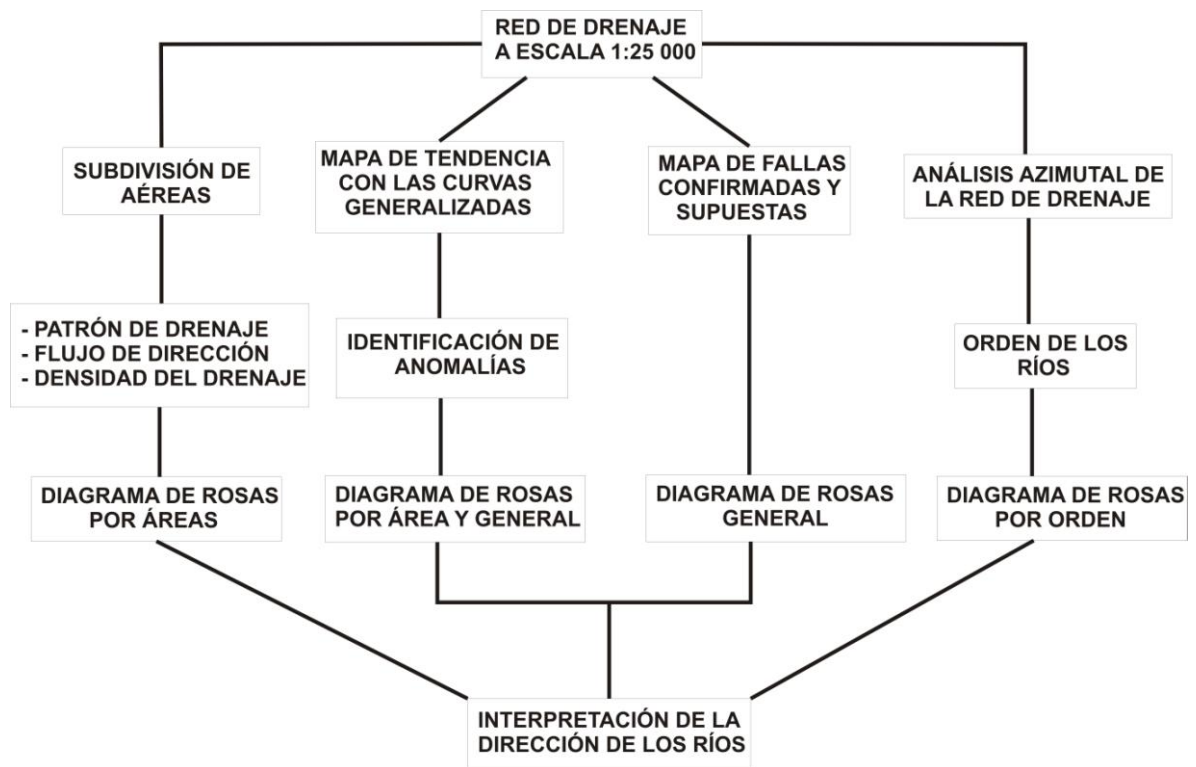 RED DE DRENAJE
A ESCALA 1:25 000
SUBDIVISIÓN DE
AÉREAS
MAPA DE TENDENCIA
CON LAS CURVAS
GENERALIZADAS
MAPA DE FALLAS
CONFIRMADAS Y
SUPUESTAS
ANÁLISIS AZIMUTAL DE
LA RED DE DRENAJE
- PATRÓN DE DRENAJE
- FLUJO DE DIRECCIÓN
- DENSIDAD DEL DRENAJE
IDENTIFICACIÓN DE
ANOMALÍAS
ORDEN DE LOS
RÍOS
DIAGRAMA DE ROSAS
POR ÁREAS
DIAGRAMA DE ROSAS
POR ÁREA Y GENERAL
DIAGRAMA DE ROSAS
GENERAL
DIAGRAMA DE ROSAS
POR ORDEN
INTERPRETACIÓN DE LA
DIRECCIÓN DE LOS RÍOS